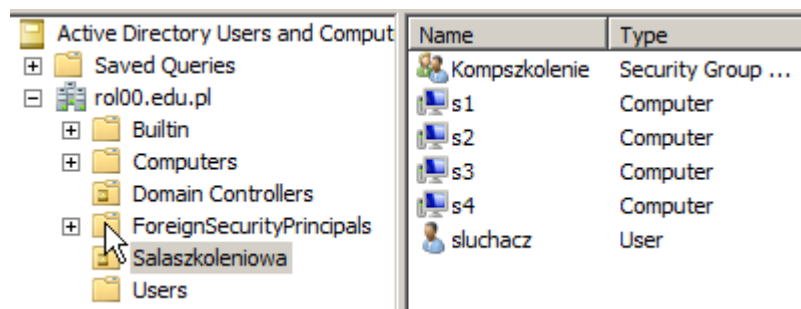 Active Directory Users and Comput
Saved Queries
rol00.edu.pl
Builtin
Computers
Domain Controllers
ForeignSecurityPrincipals
Salaszkoleniowa
Users
Name Type
Kompszkolenie Security Group ...
s1 Computer
s2 Computer
s3 Computer
s4 Computer
sluchacz User